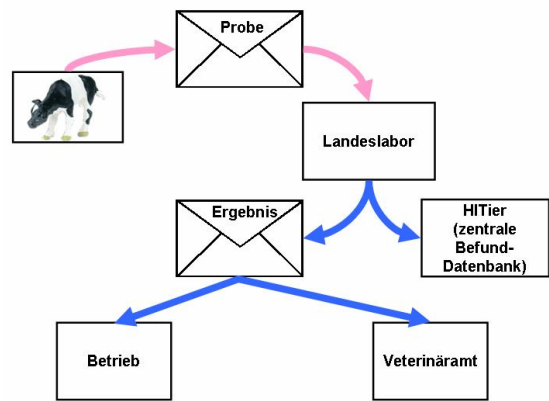 Probe
Landeslabor
Ergebnis
HITier
(zentrale
Befund-
Datenbank)
Betrieb
Veterinäramt